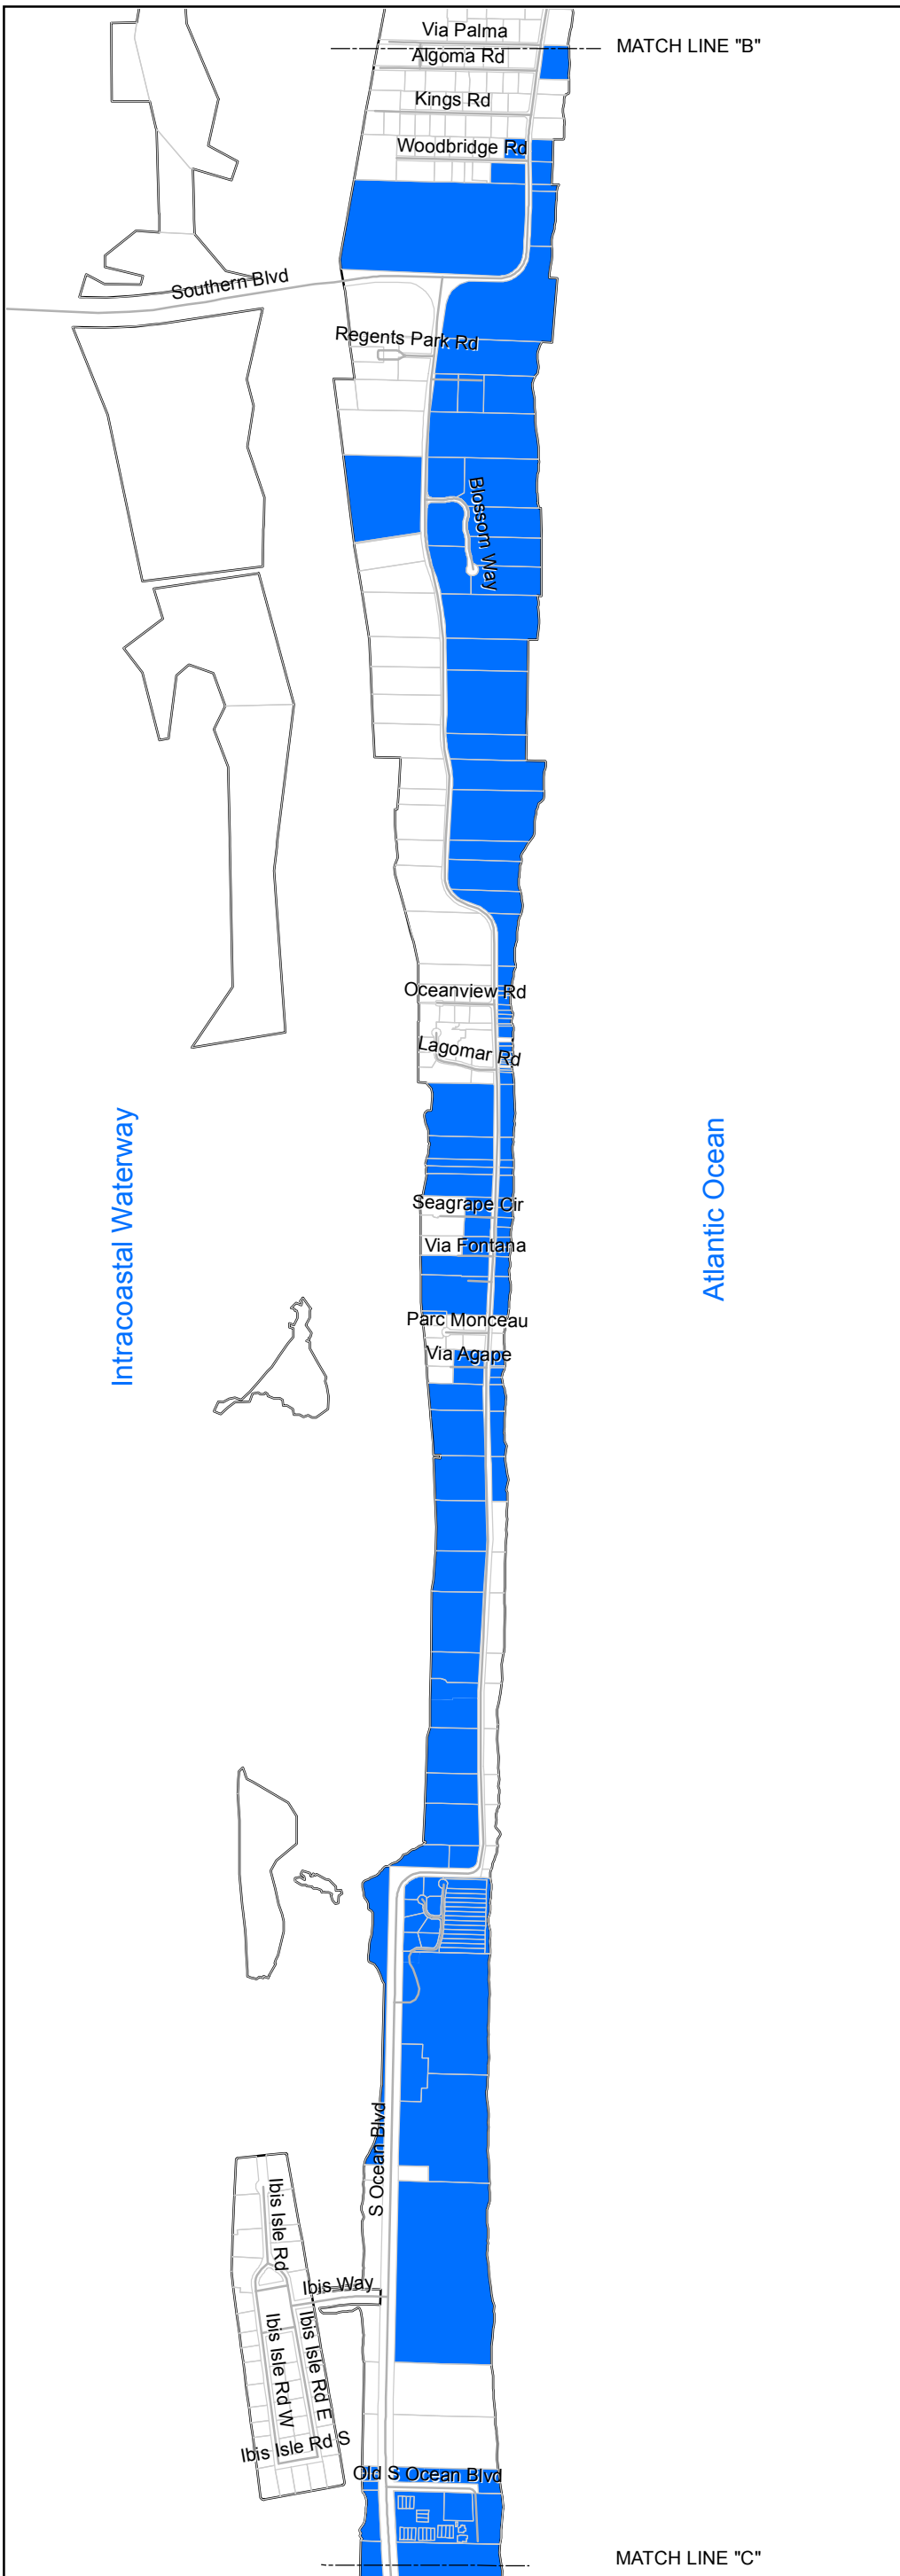 Via Palma
MATCH LINE "B"
Algoma Rd
Kings Rd
Woodbridge Rd
Southern Blvd
Regents Park Rd
Blossom Way
Oceanview Rd
Lagomar Rd
Intracoastal Waterway
Atlantic Ocean
Seagrape Cir
Via Fontana
Parc Monceau
Via Agape
S Ocean Blvd
Ibis Isle Rd
Ibis Way
Ibis Isle Rd W
Ibis Isle Rd E
Ibis Isle Rd S
Old S Ocean Blvd
MATCH LINE "C"